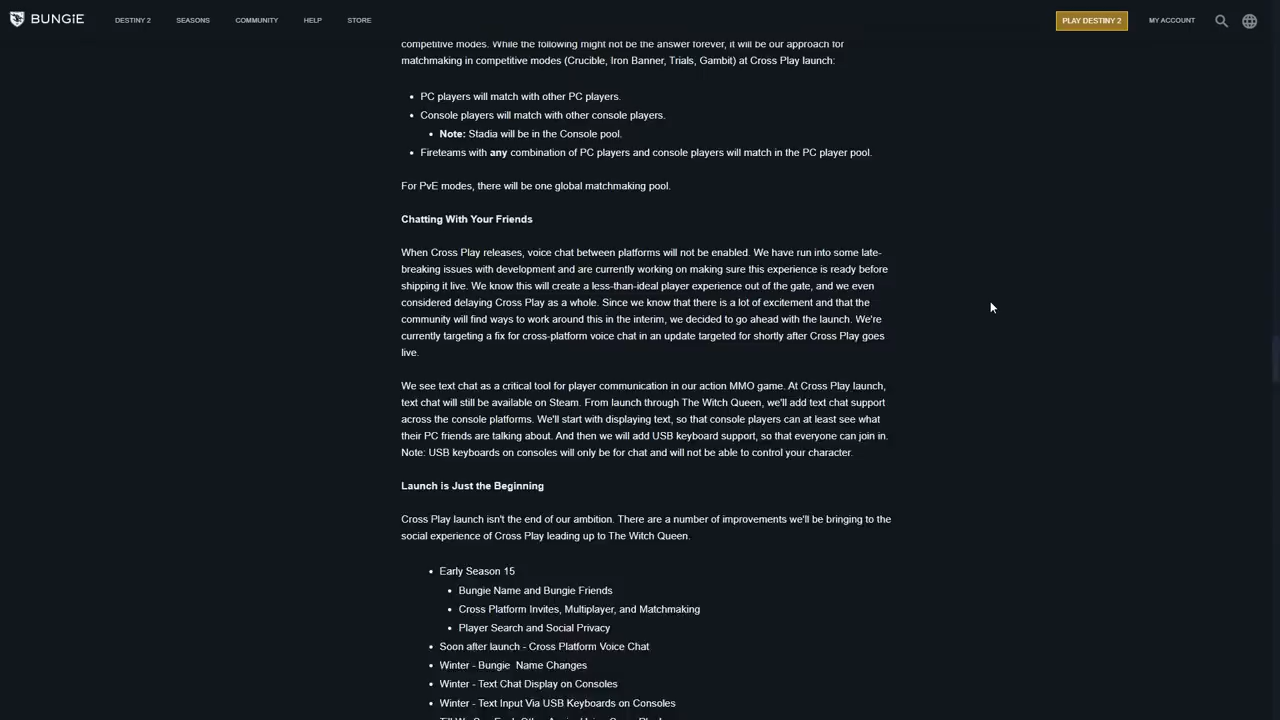 BUNGiE DESTINY 2 SEASONS COMMUNITY HELP STORE PLAY DESTINY 2 MY ACCOUNT
competitive modes. While the following might not be the answer forever, it will be our approach for
matchmaking in competitive modes (Crucible, Iron Banner, Trials, Gambit) at Cross Play launch:
• PC players will match with other PC players.
• Console players will match with other console players.
• Note: Stadia will be in the Console pool.
• Fireteams with any combination of PC players and console players will match in the PC player pool.
For PvE modes, there will be one global matchmaking pool.
Chatting With Your Friends
When Cross Play releases, voice chat between platforms will not be enabled. We have run into some late-
breaking issues with development and are currently working on making sure this experience is ready before
shipping it live. We know this will create a less-than-ideal player experience out of the gate, and we even
considered delaying Cross Play as a whole. Since we know that there is a lot of excitement and that the
community will find ways to work around this in the interim, we decided to go ahead with the launch. We're
currently targeting a fix for cross-platform voice chat in an update targeted for shortly after Cross Play goes
live.
We see text chat as a critical tool for player communication in our action MMO game. At Cross Play launch,
text chat will still be available on Steam. From launch through The Witch Queen, we'll add text chat support
across the console platforms. We'll start with displaying text, so that console players can at least see what
their PC friends are talking about. And then we will add USB keyboard support, so that everyone can join in.
Note: USB keyboards on consoles will only be for chat and will not be able to control your character.
Launch is Just the Beginning
Cross Play launch isn't the end of our ambition. There are a number of improvements we'll be bringing to the
social experience of Cross Play leading up to The Witch Queen.
• Early Season 15
• Bungie Name and Bungie Friends
• Cross Platform Invites, Multiplayer, and Matchmaking
• Player Search and Social Privacy
• Soon after launch - Cross Platform Voice Chat
• Winter - Bungie Name Changes
• Winter - Text Chat Display on Consoles
• Winter - Text Input Via USB Keyboards on Consoles